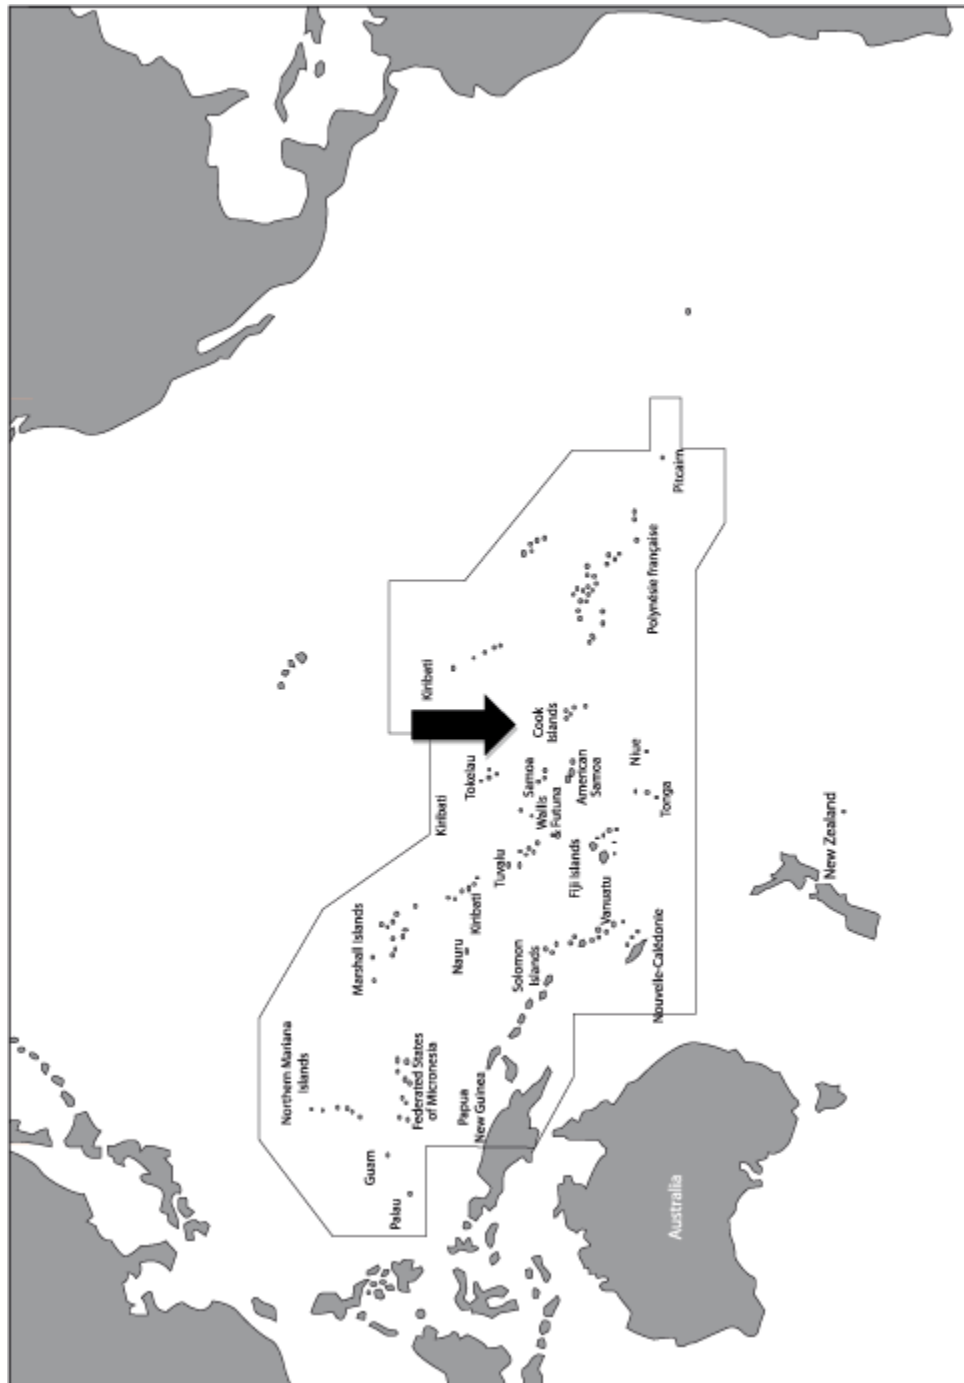 Northern Mariana
Islands
Guam
Palau
Federated States
of Micronesia
Marshall Islands
Papua
New Guinea
Nauru
Kiribati
Solomon
Islands
Tuvalu
Kiribati
Tokelau
Kiribati
Wallis
& Futuna
Samoa
American
Samoa
Cook
Islands
Fiji Islands
Vanuatu
Nouvelle-Calédonie
Tonga
Niue
Polynésie française
Pitcairn
Australia
New Zealand